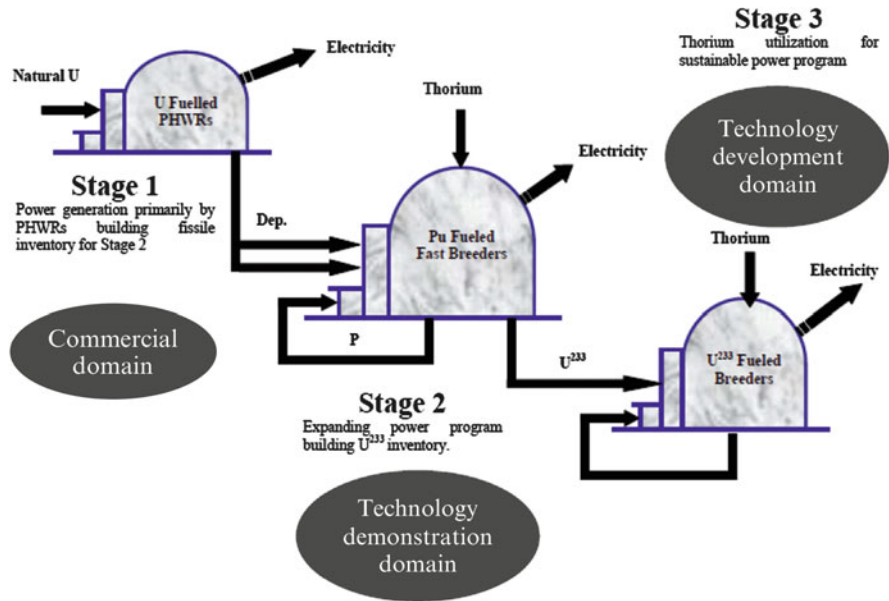 Natural U
Electricity
U Fuelled
PHWRs
Stage 1
Power generation primarily by
PHWRs building fissile
inventory for Stage 2
Commercial
domain
Thorium
Electricity
Dep.
Pu Fueled
Fast Breeders
P
U²³³
Stage 2
Expanding power program
building U²³³ inventory.
Technology
demonstration
domain
Stage 3
Thorium utilization for
sustainable power program
Technology
development
domain
Thorium
Electricity
U²³³ Fueled
Breeders